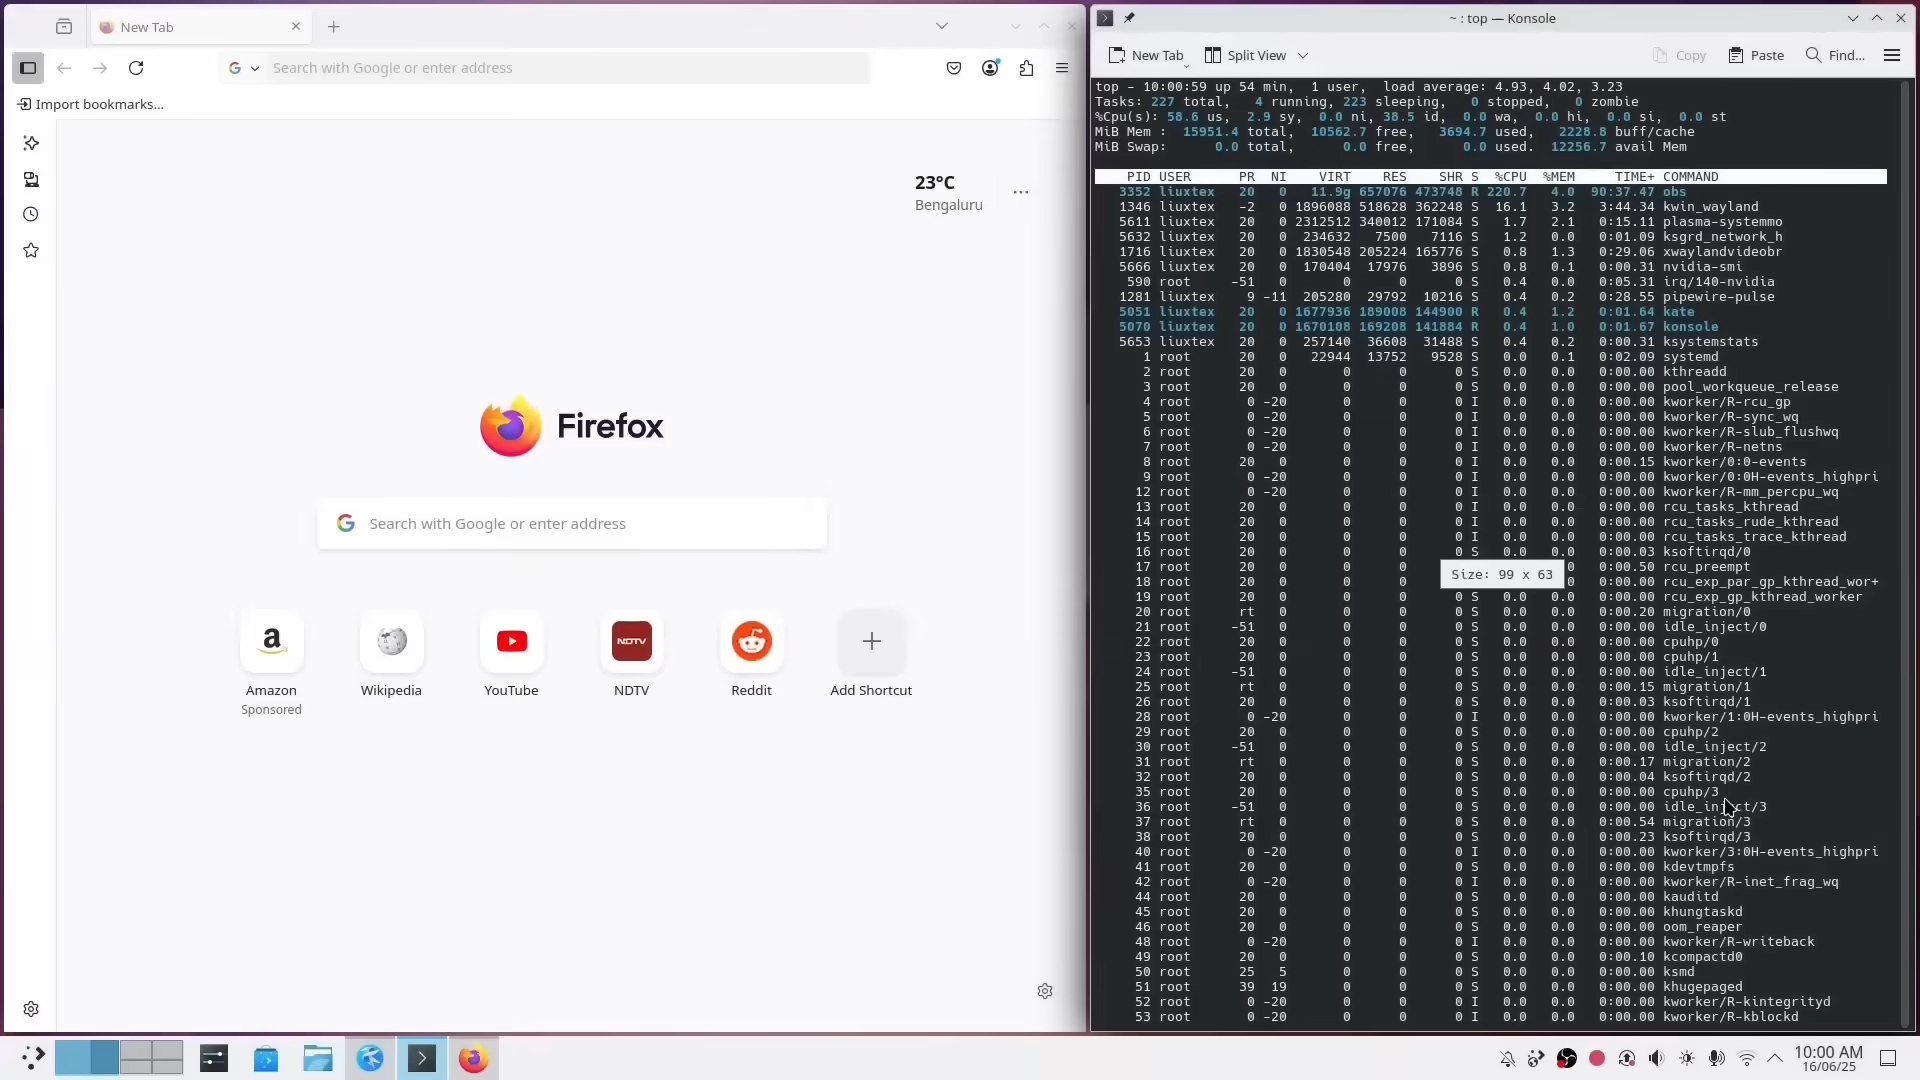 New Tab
Search with Google or enter address
Import bookmarks...
23°C
Bengaluru
Firefox
Search with Google or enter address
Amazon
Sponsored
Wikipedia
YouTube
NDTV
NDTV
Reddit
Add Shortcut
~ : top — Konsole
New Tab
Split View
Copy
Paste
Find...
top - 10:00:59 up 54 min, 1 user, load average: 4.93, 4.02, 3.23
Tasks: 227 total, 4 running, 223 sleeping, 0 stopped, 0 zombie
%Cpu(s): 58.6 us, 2.9 sy, 0.0 ni, 38.5 id, 0.0 wa, 0.0 hi, 0.0 si, 0.0 st
MiB Mem : 15951.4 total, 10562.7 free, 3694.7 used, 2228.8 buff/cache
MiB Swap: 0.0 total, 0.0 free, 0.0 used. 12256.7 avail Mem
PID USER PR NI VIRT RES SHR S %CPU %MEM TIME+ COMMAND
3352 liuxtex 20 0 11.9g 657076 473748 R 220.7 4.0 90:37.47 obs
1346 liuxtex -2 0 1896088 518628 362248 S 16.1 3.2 3:44.34 kwin_wayland
5611 liuxtex 20 0 2312512 340012 171084 S 1.7 2.1 0:15.11 plasma-systemmo
5632 liuxtex 20 0 234632 7500 7116 S 1.2 0.0 0:01.09 ksgrd_network_h
1716 liuxtex 20 0 1830548 205224 165776 S 0.8 1.3 0:29.06 xwaylandvideobr
5666 liuxtex 20 0 170404 17976 3896 S 0.8 0.1 0:00.31 nvidia-smi
590 root -51 0 0 0 0 S 0.4 0.0 0:05.31 irq/140-nvidia
1281 liuxtex 9 -11 205280 29792 10216 S 0.4 0.2 0:28.55 pipewire-pulse
5051 liuxtex 20 0 1677936 189008 144900 R 0.4 1.2 0:01.64 kate
5070 liuxtex 20 0 1670108 169208 141884 R 0.4 1.0 0:01.67 konsole
5653 liuxtex 20 0 257140 36608 31488 S 0.4 0.2 0:00.31 ksystemstats
1 root 20 0 22944 13752 9528 S 0.0 0.1 0:02.09 systemd
2 root 20 0 0 0 0 S 0.0 0.0 0:00.00 kthreadd
3 root 20 0 0 0 0 S 0.0 0.0 0:00.00 pool_workqueue_release
4 root 0 -20 0 0 0 I 0.0 0.0 0:00.00 kworker/R-rcu_gp
5 root 0 -20 0 0 0 I 0.0 0.0 0:00.00 kworker/R-sync_wq
6 root 0 -20 0 0 0 I 0.0 0.0 0:00.00 kworker/R-slub_flushwq
7 root 0 -20 0 0 0 I 0.0 0.0 0:00.00 kworker/R-netns
8 root 20 0 0 0 0 I 0.0 0.0 0:00.15 kworker/0:0-events
9 root 0 -20 0 0 0 I 0.0 0.0 0:00.00 kworker/0:0H-events_highpri
12 root 0 -20 0 0 0 I 0.0 0.0 0:00.00 kworker/R-mm_percpu_wq
13 root 20 0 0 0 0 I 0.0 0.0 0:00.00 rcu_tasks_kthread
14 root 20 0 0 0 0 I 0.0 0.0 0:00.00 rcu_tasks_rude_kthread
15 root 20 0 0 0 0 I 0.0 0.0 0:00.00 rcu_tasks_trace_kthread
16 root 20 0 0 0 0 S 0.0 0.0 0:00.03 ksoftirqd/0
17 root 20 0 0 0 0:00.50 rcu_preempt
Size: 99 x 63
18 root 20 0 0 0 0:00.00 rcu_exp_par_gp_kthread_wor+
19 root 20 0 0 0 0 S 0.0 0.0 0:00.00 rcu_exp_gp_kthread_worker
20 root rt 0 0 0 0 S 0.0 0.0 0:00.20 migration/0
21 root -51 0 0 0 0 S 0.0 0.0 0:00.00 idle_inject/0
22 root 20 0 0 0 0 S 0.0 0.0 0:00.00 cpuhp/0
23 root 20 0 0 0 0 S 0.0 0.0 0:00.00 cpuhp/1
24 root -51 0 0 0 0 S 0.0 0.0 0:00.00 idle_inject/1
25 root rt 0 0 0 0 S 0.0 0.0 0:00.15 migration/1
26 root 20 0 0 0 0 S 0.0 0.0 0:00.03 ksoftirqd/1
28 root 0 -20 0 0 0 I 0.0 0.0 0:00.00 kworker/1:0H-events_highpri
29 root 20 0 0 0 0 S 0.0 0.0 0:00.00 cpuhp/2
30 root -51 0 0 0 0 S 0.0 0.0 0:00.00 idle_inject/2
31 root rt 0 0 0 0 S 0.0 0.0 0:00.17 migration/2
32 root 20 0 0 0 0 S 0.0 0.0 0:00.04 ksoftirqd/2
35 root 20 0 0 0 0 S 0.0 0.0 0:00.00 cpuhp/3
36 root -51 0 0 0 0 S 0.0 0.0 0:00.00 idle_inject/3
37 root rt 0 0 0 0 S 0.0 0.0 0:00.54 migration/3
38 root 20 0 0 0 0 S 0.0 0.0 0:00.23 ksoftirqd/3
40 root 0 -20 0 0 0 I 0.0 0.0 0:00.00 kworker/3:0H-events_highpri
41 root 20 0 0 0 0 S 0.0 0.0 0:00.00 kdevtmpfs
42 root 0 -20 0 0 0 I 0.0 0.0 0:00.00 kworker/R-inet_frag_wq
44 root 20 0 0 0 0 S 0.0 0.0 0:00.00 kauditd
45 root 20 0 0 0 0 S 0.0 0.0 0:00.00 khungtaskd
46 root 20 0 0 0 0 S 0.0 0.0 0:00.00 oom_reaper
48 root 0 -20 0 0 0 I 0.0 0.0 0:00.00 kworker/R-writeback
49 root 20 0 0 0 0 S 0.0 0.0 0:00.10 kcompactd0
50 root 25 5 0 0 0 S 0.0 0.0 0:00.00 ksmd
51 root 39 19 0 0 0 S 0.0 0.0 0:00.00 khugepaged
52 root 0 -20 0 0 0 I 0.0 0.0 0:00.00 kworker/R-kintegrityd
53 root 0 -20 0 0 0 I 0.0 0.0 0:00.00 kworker/R-kblockd
10:00 AM
16/06/25